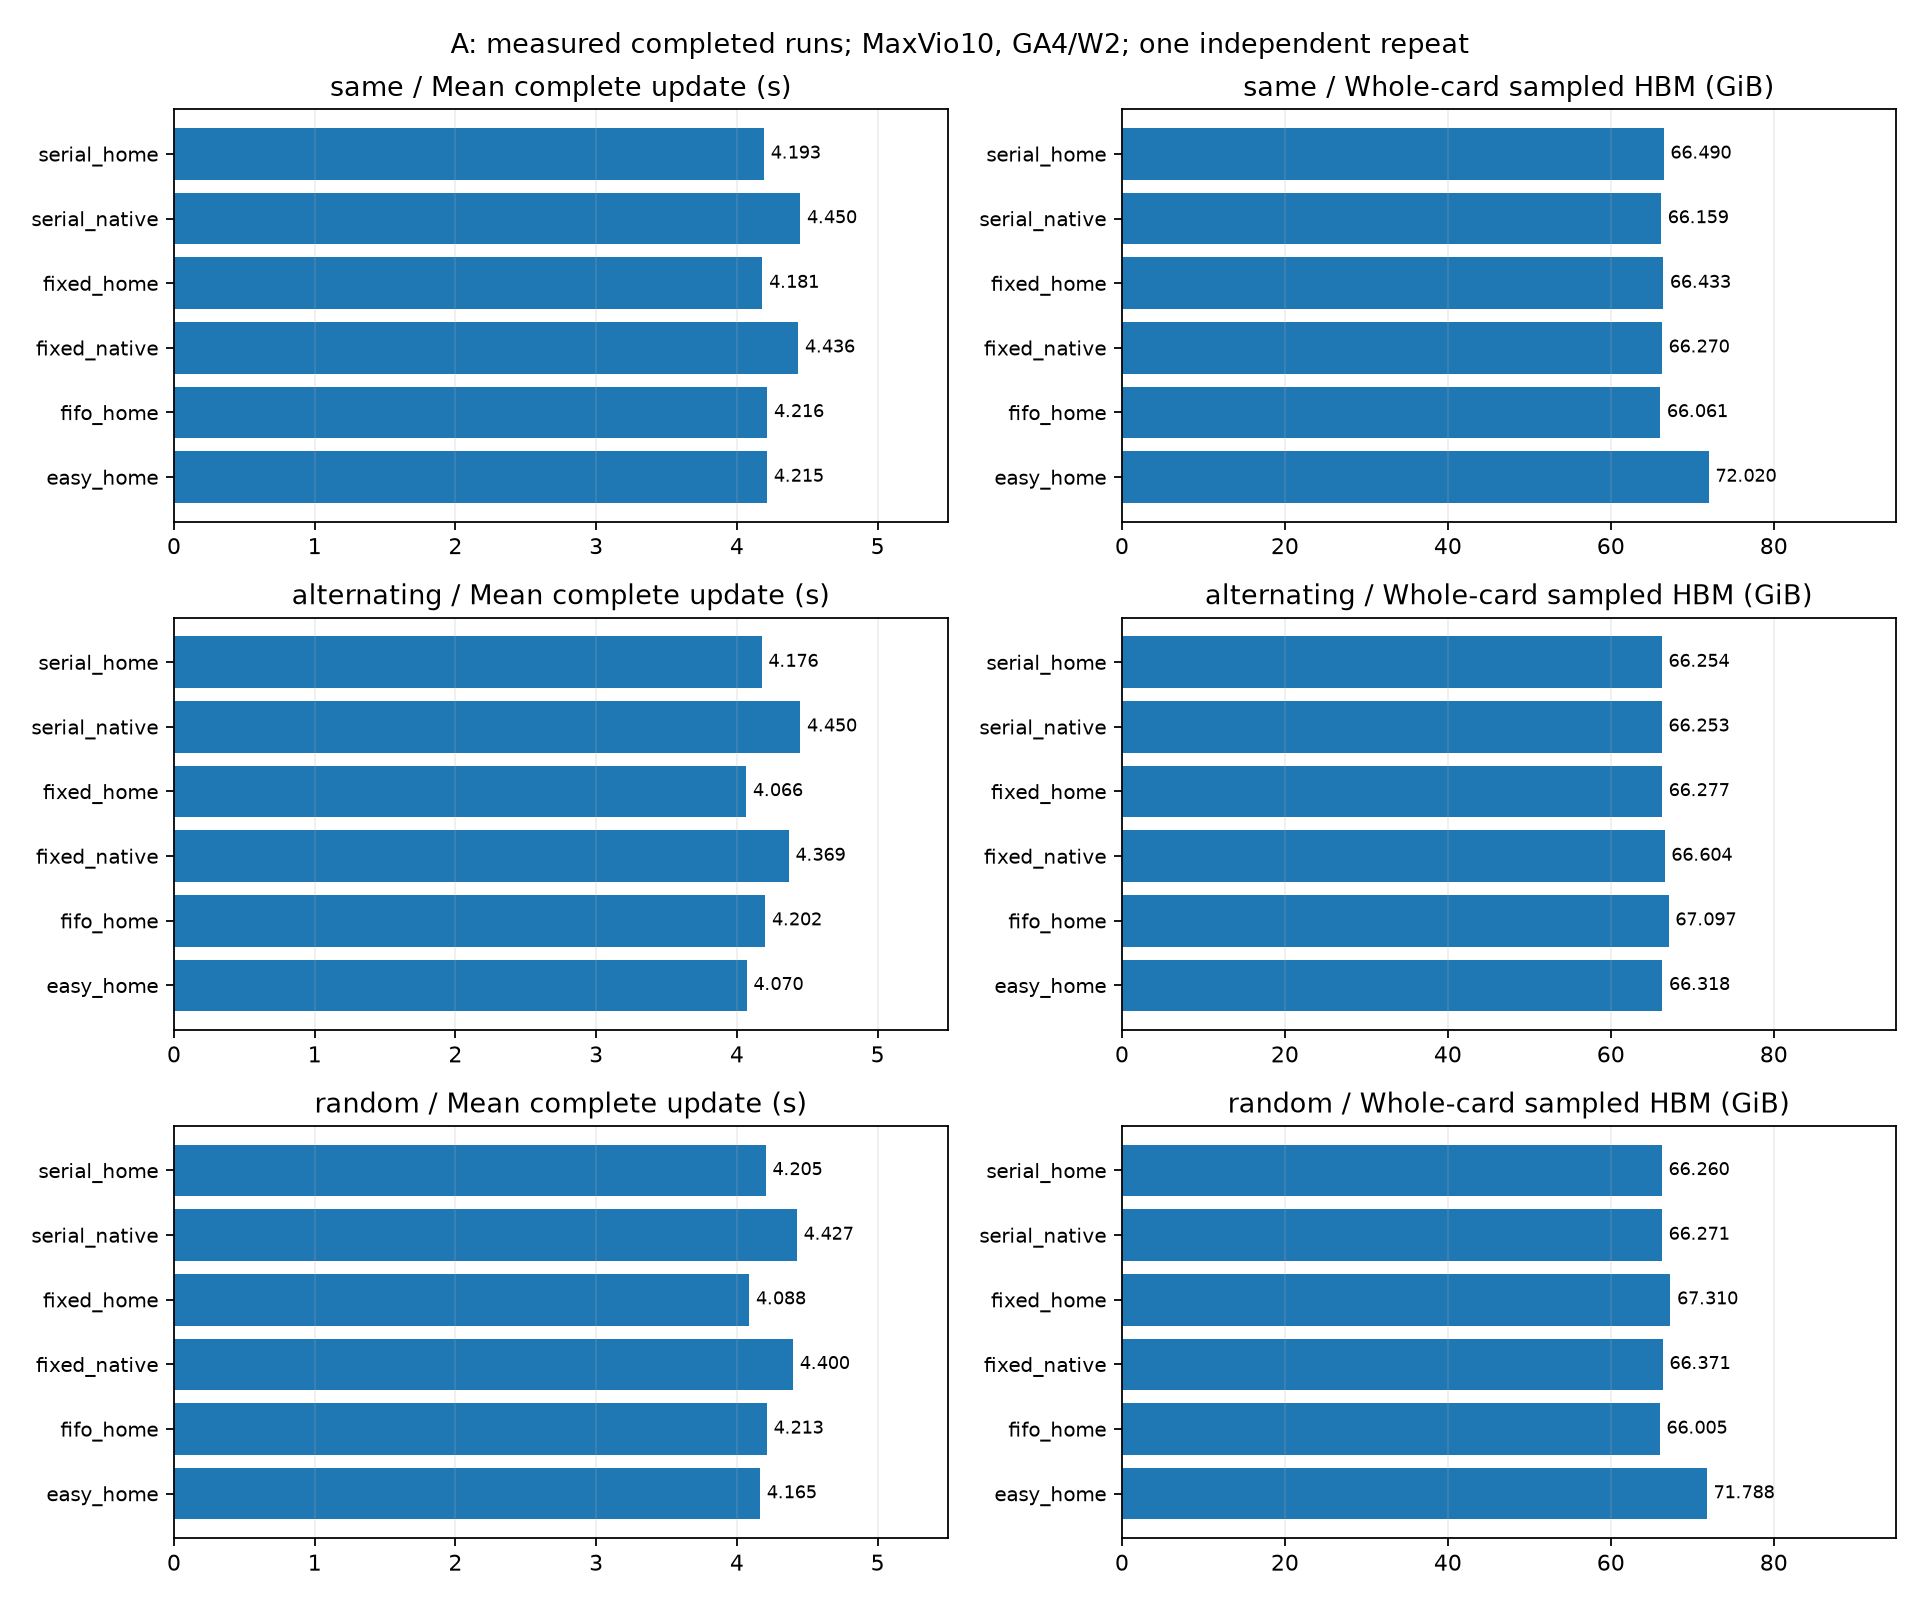 A: measured completed runs; MaxVio10, GA4/W2; one independent repeat
same / Mean complete update (s)
serial_home 4.193
serial_native 4.450
fixed_home 4.181
fixed_native 4.436
fifo_home 4.216
easy_home 4.215
0 1 2 3 4 5
same / Whole-card sampled HBM (GiB)
serial_home 66.490
serial_native 66.159
fixed_home 66.433
fixed_native 66.270
fifo_home 66.061
easy_home 72.020
0 20 40 60 80
alternating / Mean complete update (s)
serial_home 4.176
serial_native 4.450
fixed_home 4.066
fixed_native 4.369
fifo_home 4.202
easy_home 4.070
0 1 2 3 4 5
alternating / Whole-card sampled HBM (GiB)
serial_home 66.254
serial_native 66.253
fixed_home 66.277
fixed_native 66.604
fifo_home 67.097
easy_home 66.318
0 20 40 60 80
random / Mean complete update (s)
serial_home 4.205
serial_native 4.427
fixed_home 4.088
fixed_native 4.400
fifo_home 4.213
easy_home 4.165
0 1 2 3 4 5
random / Whole-card sampled HBM (GiB)
serial_home 66.260
serial_native 66.271
fixed_home 67.310
fixed_native 66.371
fifo_home 66.005
easy_home 71.788
0 20 40 60 80